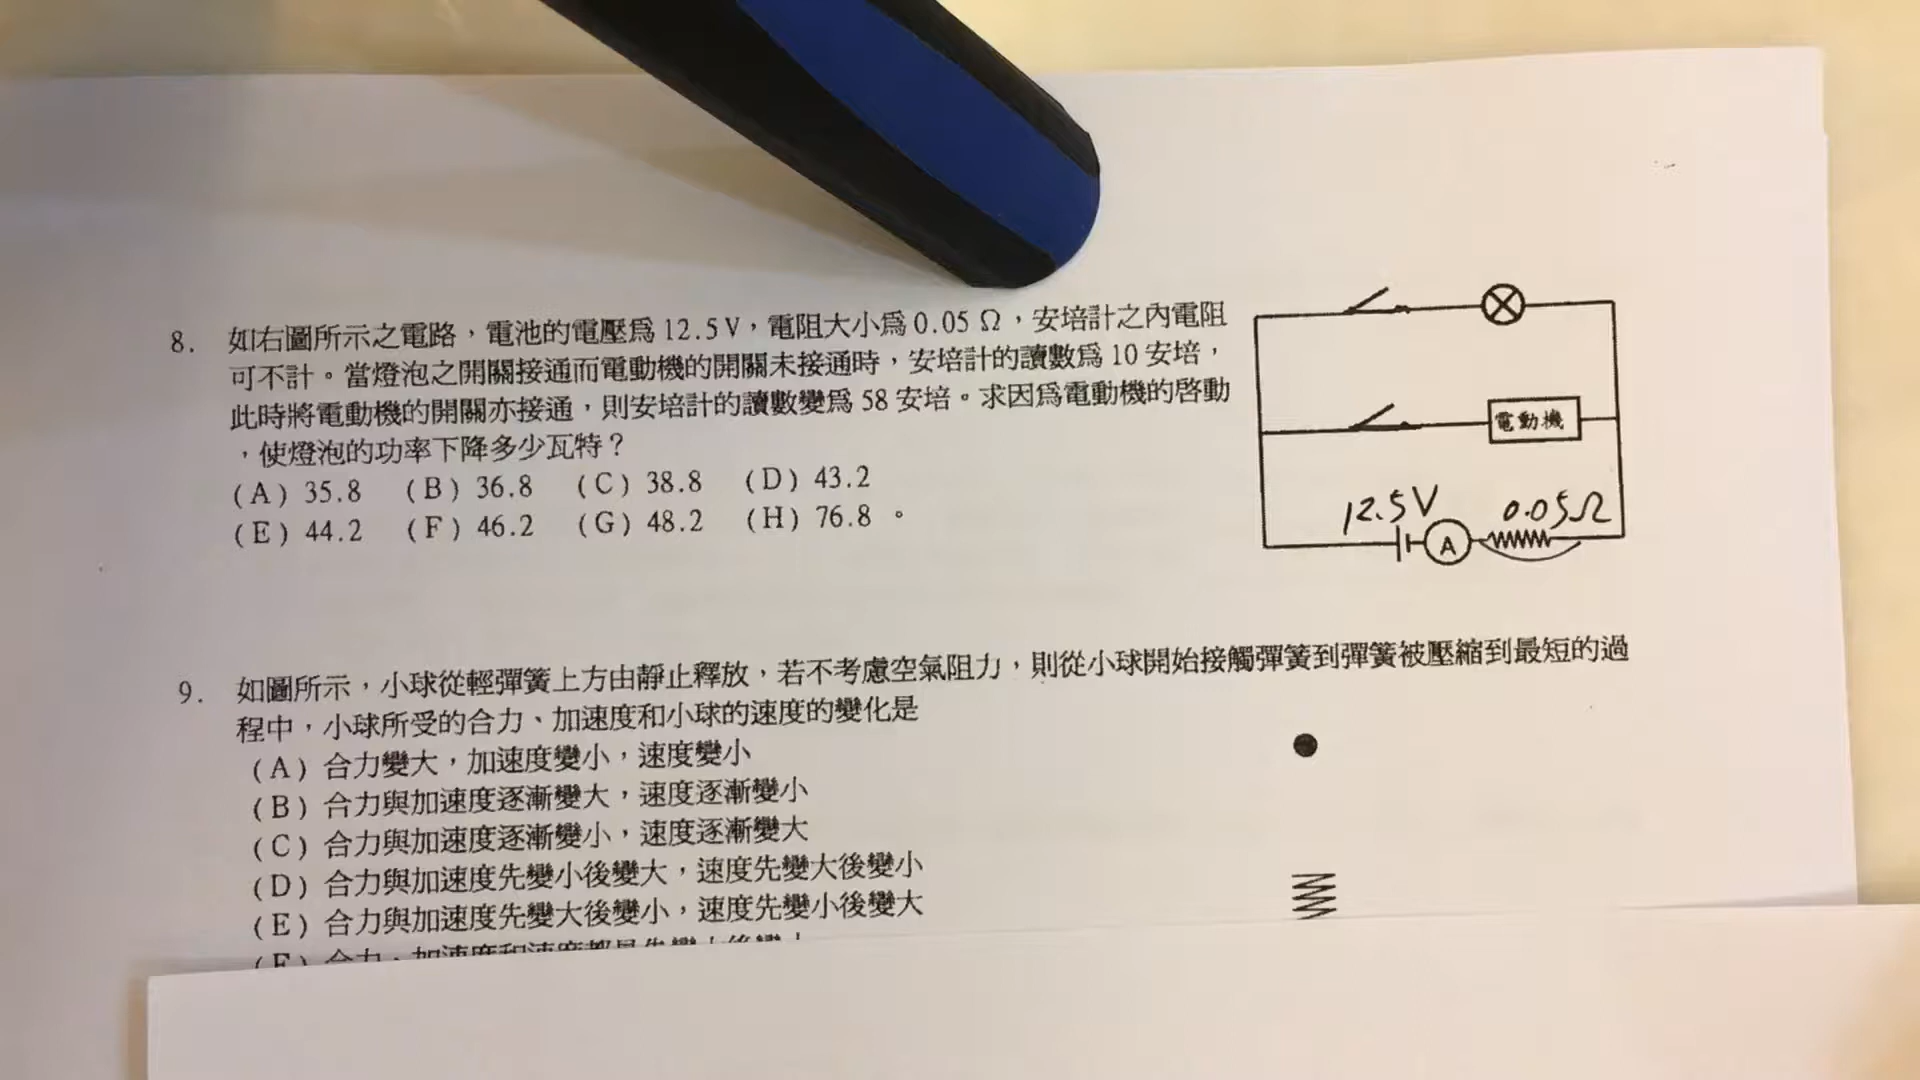 8. 如右圖所示之電路，電池的電壓爲 12.5 V，電阻大小爲 0.05 Ω，安培計之內電阻
可不計。當燈泡之開關接通而電動機的開關未接通時，安培計的讀數爲 10 安培，
此時將電動機的開關亦接通，則安培計的讀數變爲 58 安培。求因爲電動機的啓動
，使燈泡的功率下降多少瓦特？
(A) 35.8 (B) 36.8 (C) 38.8 (D) 43.2
(E) 44.2 (F) 46.2 (G) 48.2 (H) 76.8 。
電動機
12.5V 0.05Ω
A
9. 如圖所示，小球從輕彈簧上方由靜止釋放，若不考慮空氣阻力，則從小球開始接觸彈簧到彈簧被壓縮到最短的過
程中，小球所受的合力、加速度和小球的速度的變化是
(A) 合力變大，加速度變小，速度變小
(B) 合力與加速度逐漸變大，速度逐漸變小
(C) 合力與加速度逐漸變小，速度逐漸變大
(D) 合力與加速度先變小後變大，速度先變大後變小
(E) 合力與加速度先變大後變小，速度先變小後變大
(F) 合力、加速度和速度都是先變